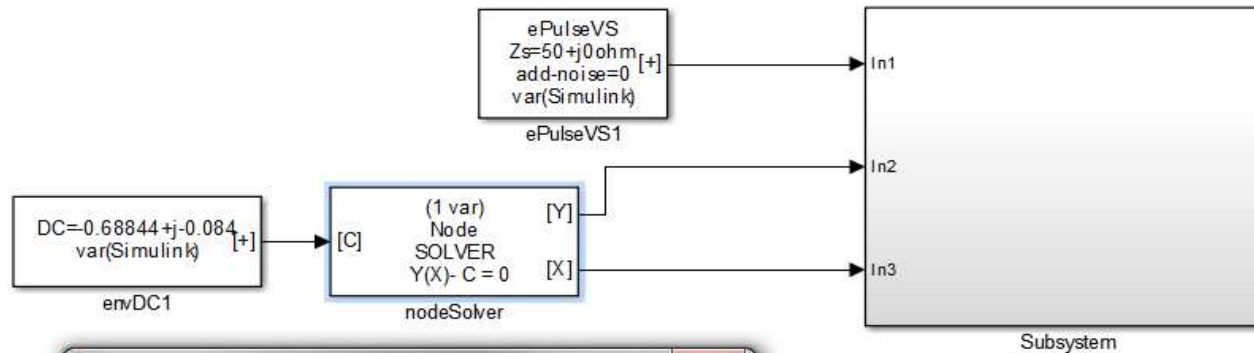 ePulseVS
Zs=50+j0ohm
add-noise=0
var(Simulink)
[+]
ePulseVS1
In1
In2
In3
Subsystem
DC=-0.68844+j-0.084
var(Simulink)
[+]
envDC1
[C]
(1 var)
Node
SOLVER
Y(X)- C = 0
[Y]
[X]
nodeSolver